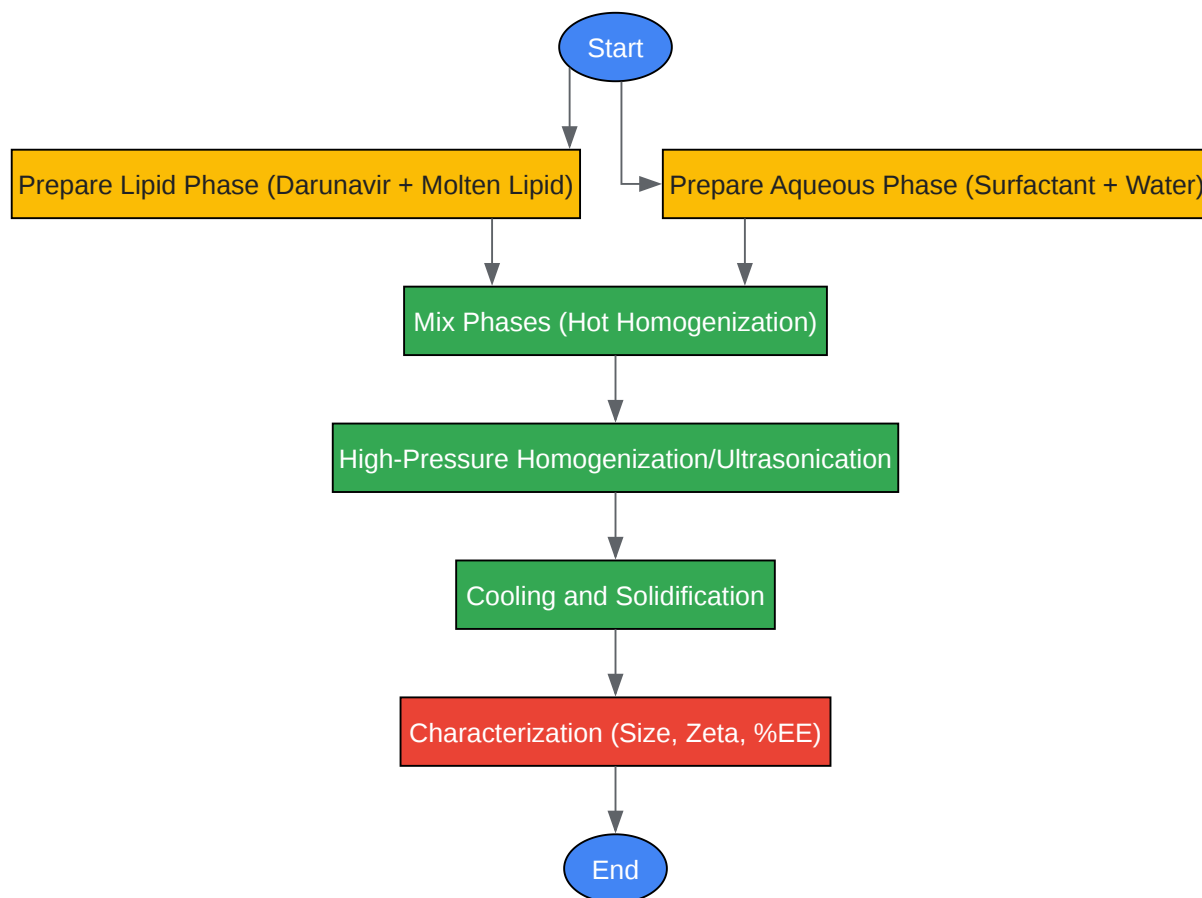 Start
Prepare Lipid Phase (Darunavir + Molten Lipid)
Prepare Aqueous Phase (Surfactant + Water)
Mix Phases (Hot Homogenization)
High-Pressure Homogenization/Ultrasonication
Cooling and Solidification
Characterization (Size, Zeta, %EE)
End